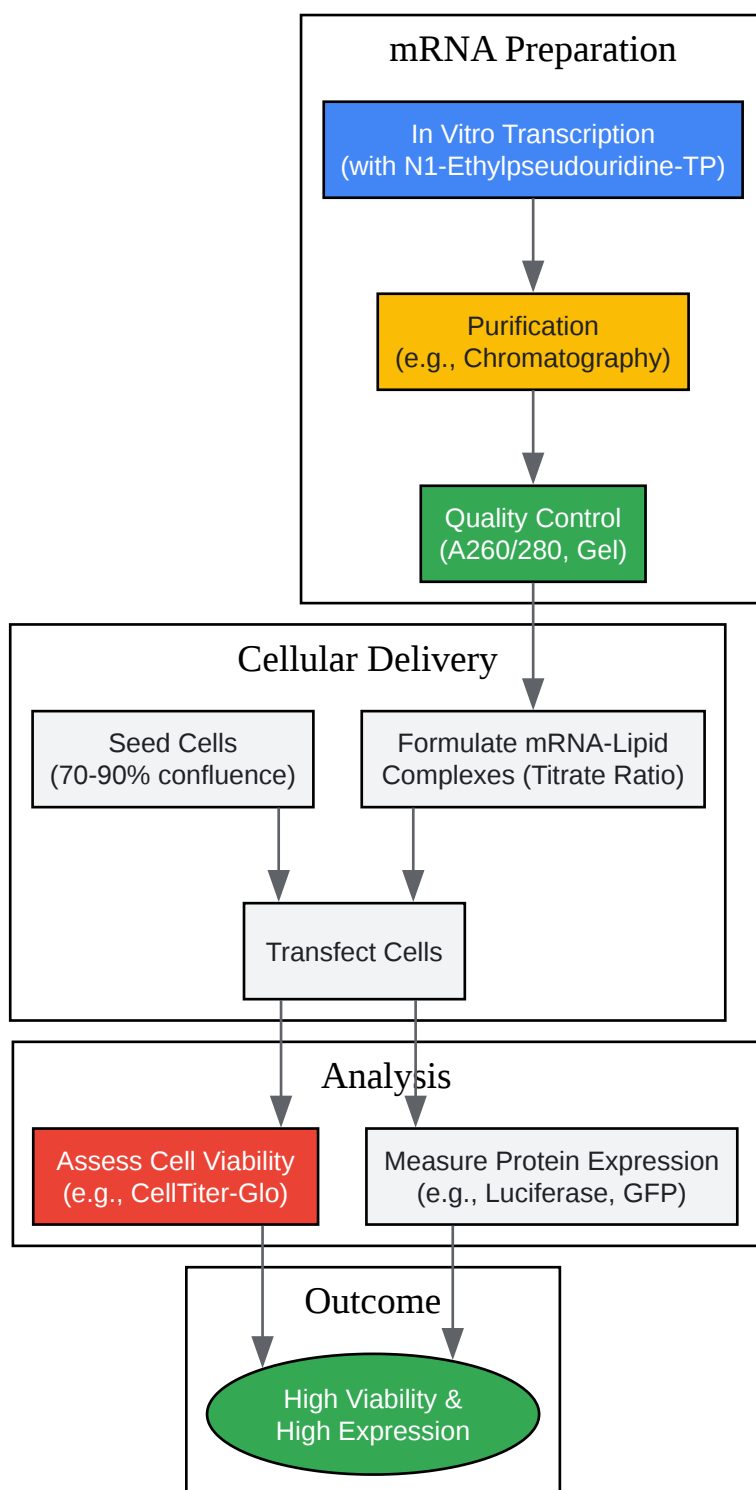 mRNA Preparation
In Vitro Transcription
(with N1-Ethylpseudouridine-TP)
Purification
(e.g., Chromatography)
Quality Control
(A260/280, Gel)
Cellular Delivery
Seed Cells
(70-90% confluence)
Formulate mRNA-Lipid
Complexes (Titrate Ratio)
Transfect Cells
Analysis
Assess Cell Viability
(e.g., CellTiter-Glo)
Measure Protein Expression
(e.g., Luciferase, GFP)
Outcome
High Viability &
High Expression